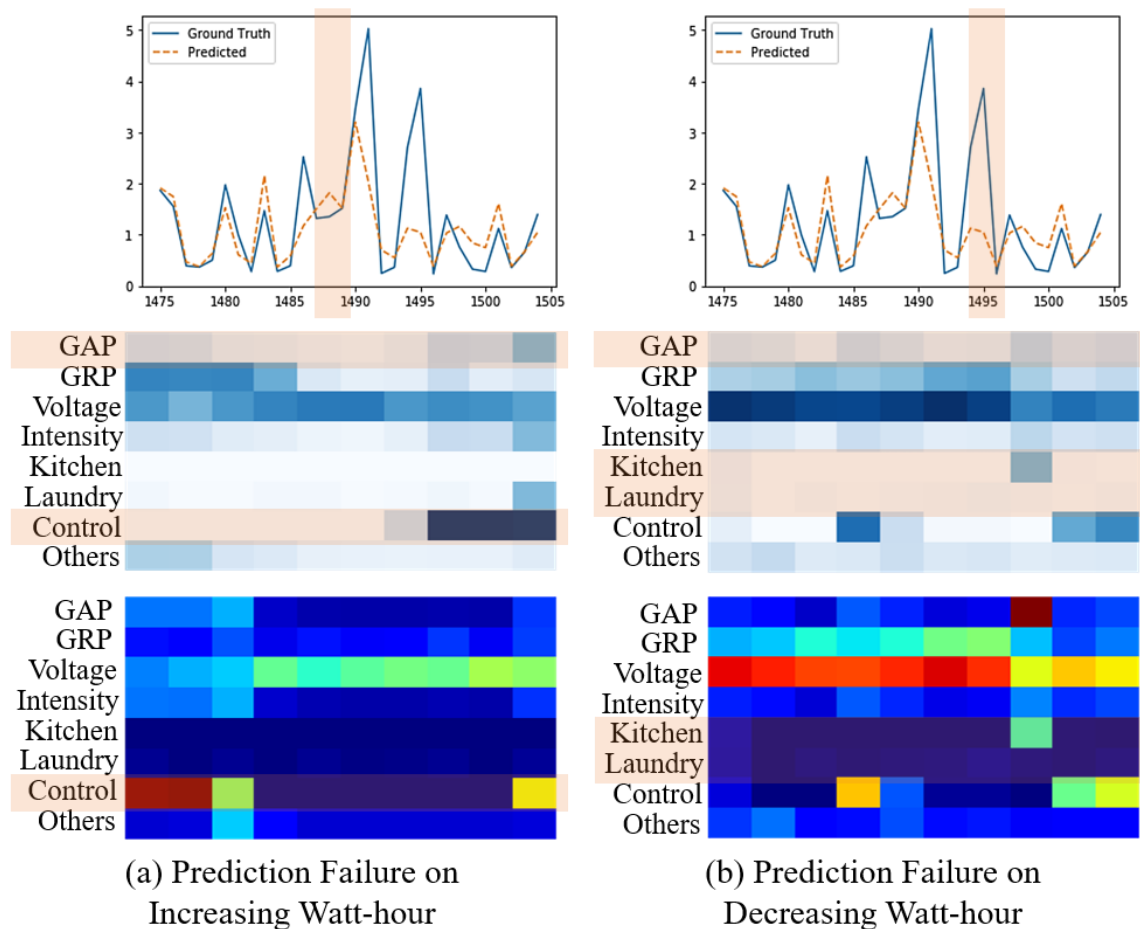 Ground Truth
Predicted
5
4
3
2
1
0
1475 1480 1485 1490 1495 1500 1505
GAP
GRP
Voltage
Intensity
Kitchen
Laundry
Control
Others
GAP
GRP
Voltage
Intensity
Kitchen
Laundry
Control
Others
(a) Prediction Failure on
Increasing Watt-hour
Ground Truth
Predicted
5
4
3
2
1
0
1475 1480 1485 1490 1495 1500 1505
GAP
GRP
Voltage
Intensity
Kitchen
Laundry
Control
Others
GAP
GRP
Voltage
Intensity
Kitchen
Laundry
Control
Others
(b) Prediction Failure on
Decreasing Watt-hour